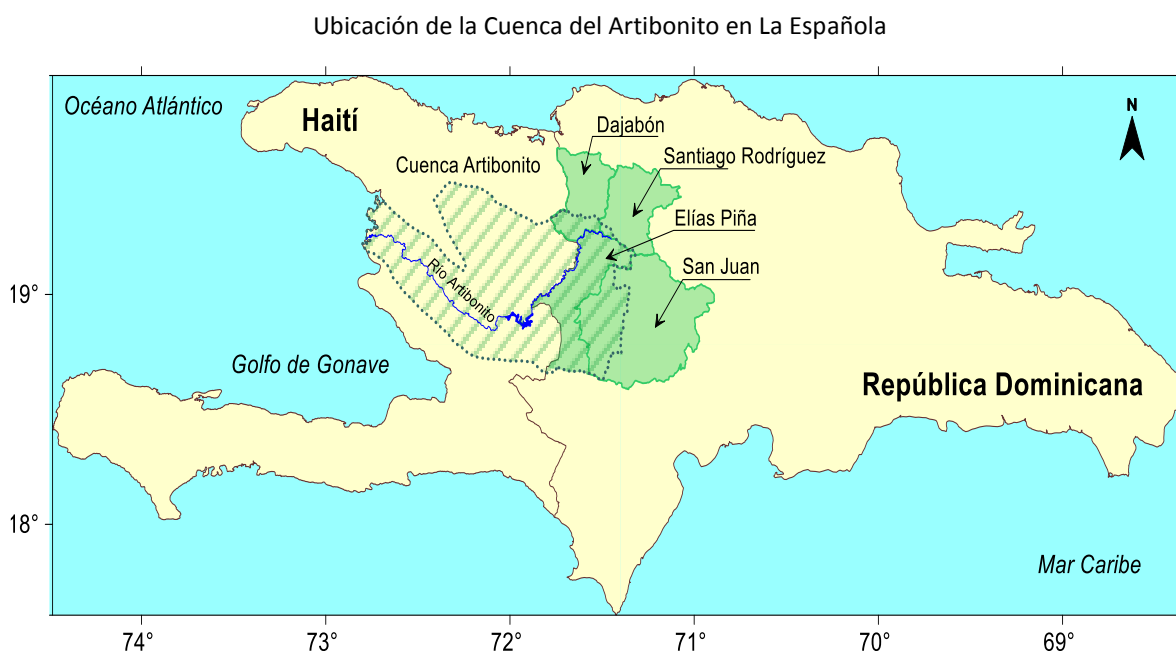 Ubicación de la Cuenca del Artibonito en La Española
Océano Atlántico
Haití
N
Dajabón
Santiago Rodríguez
Cuenca Artibonito
Elías Piña
San Juan
Río Artibonito
19°
Golfo de Gonave
República Dominicana
18°
Mar Caribe
74°
73°
72°
71°
70°
69°